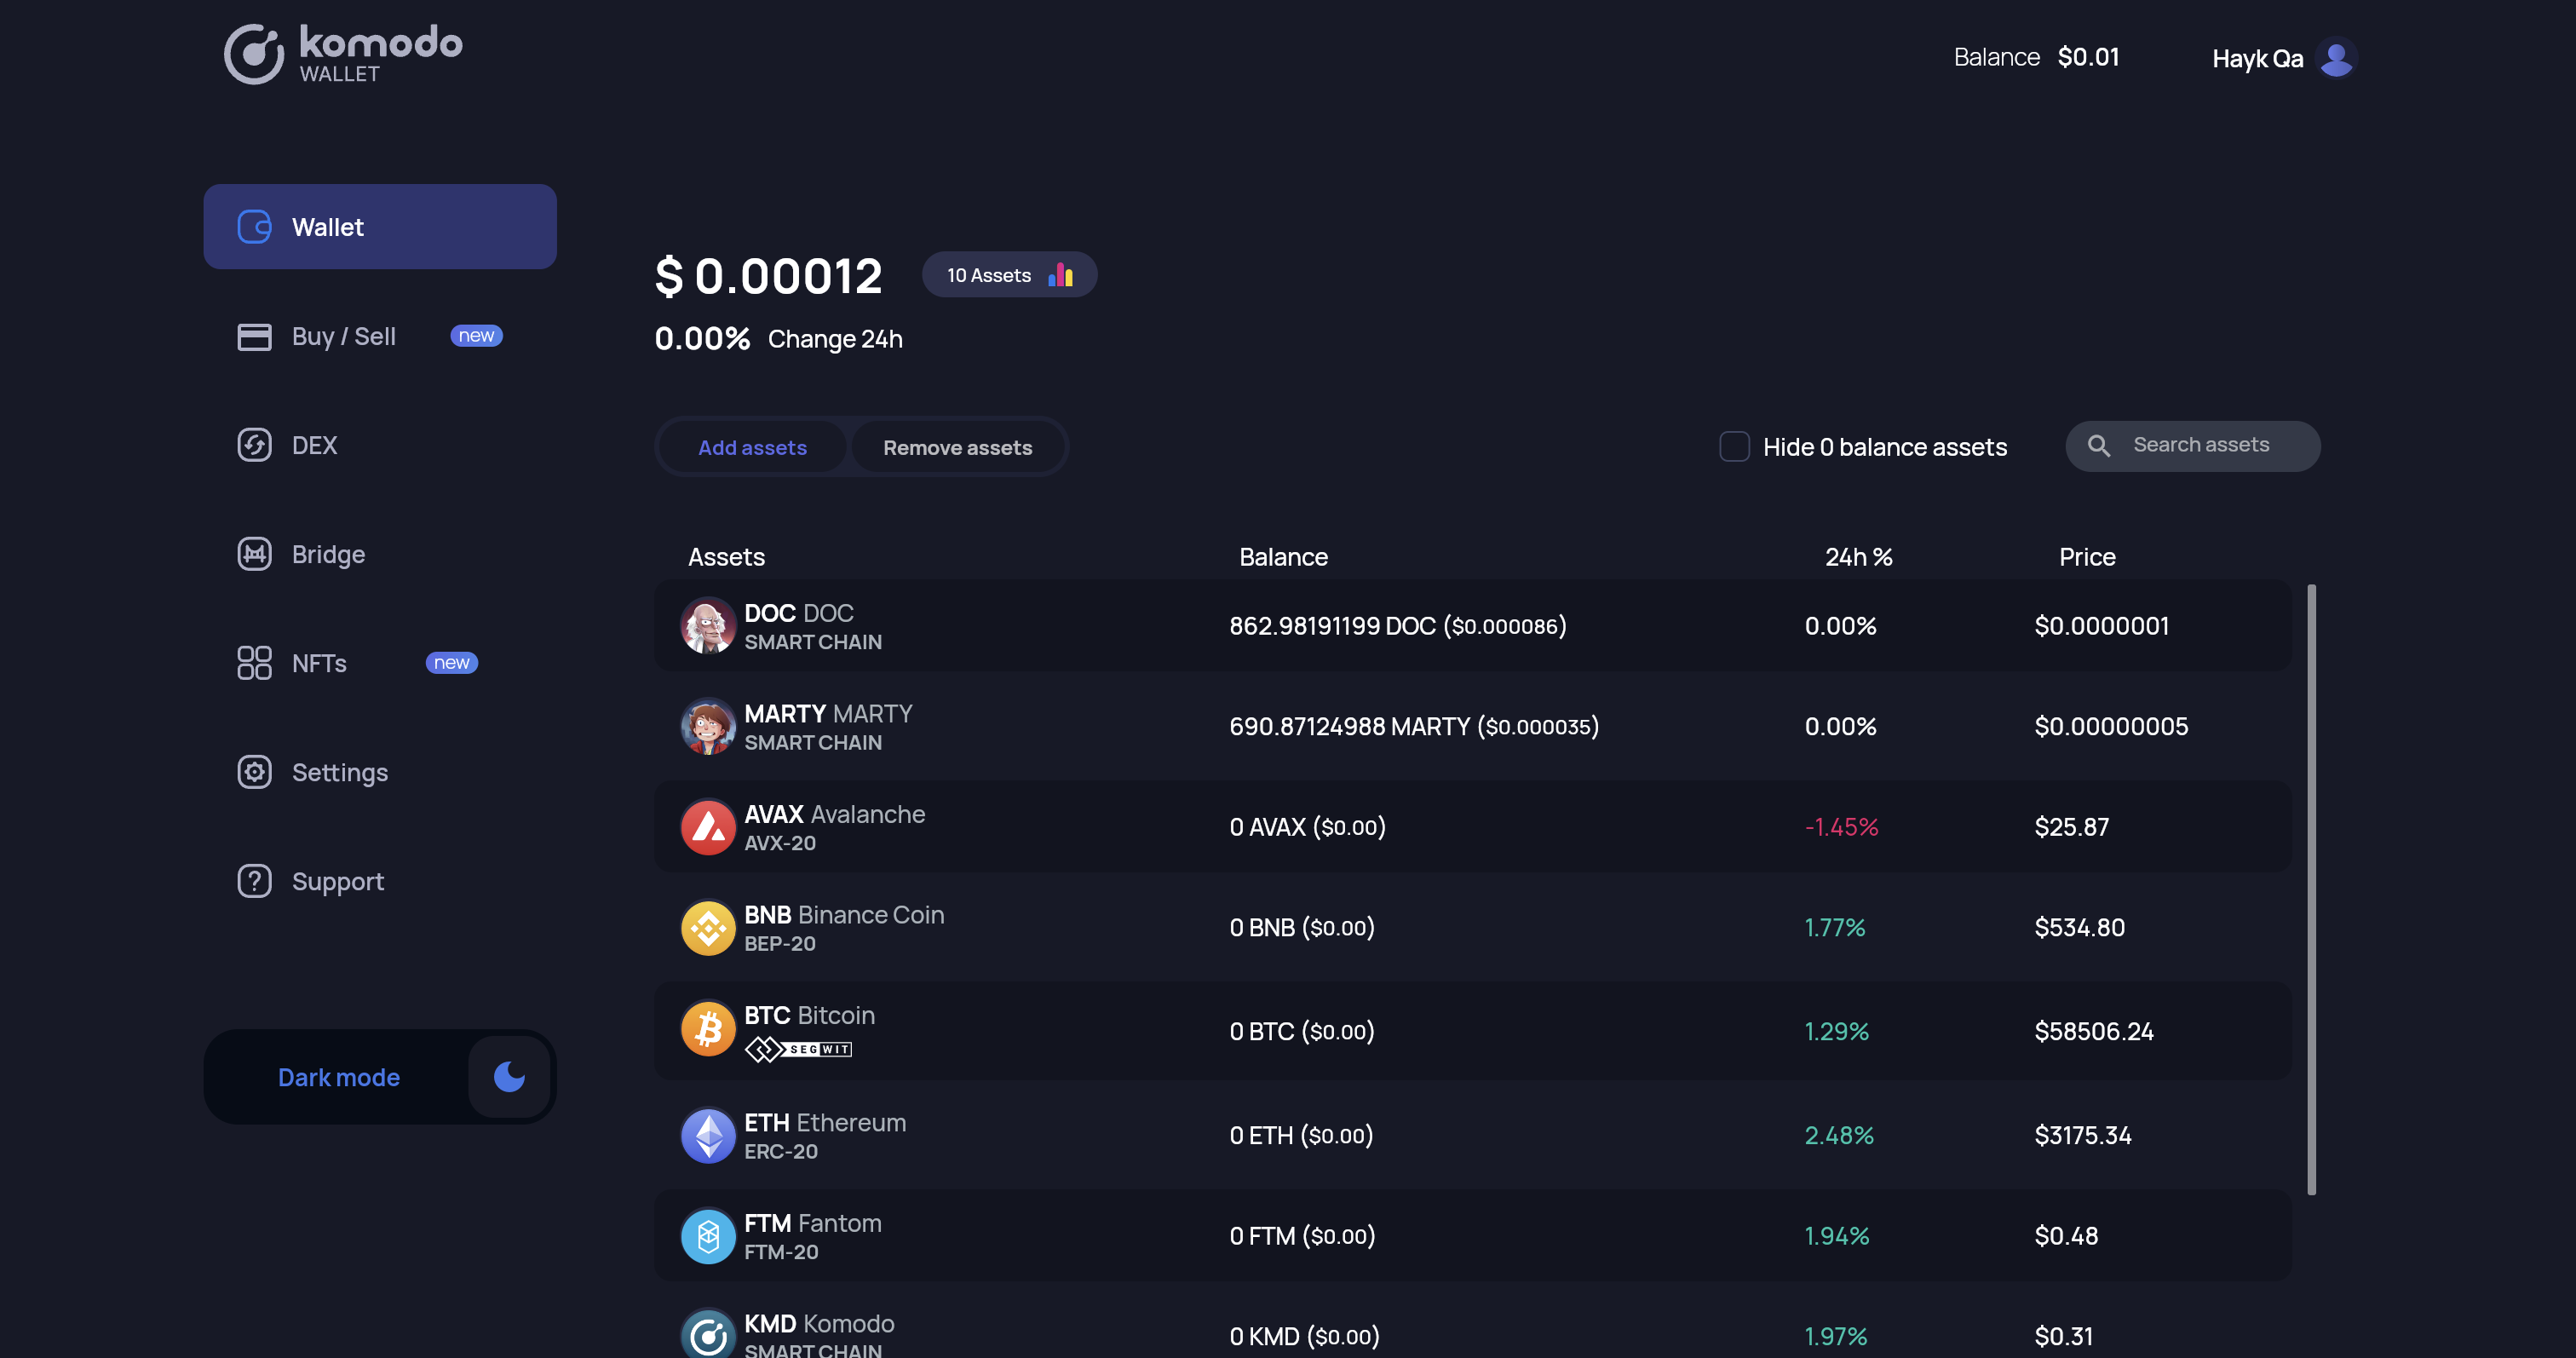 komodo
WALLET
Balance $0.01
Hayk Qa
Wallet
Buy / Sell new
DEX
Bridge
NFTs new
Settings
Support
Dark mode
$ 0.00012
10 Assets
0.00% Change 24h
Add assets
Remove assets
Hide 0 balance assets
Search assets
Assets Balance 24h % Price
DOC DOC
SMART CHAIN
862.98191199 DOC ($0.000086) 0.00% $0.0000001
MARTY MARTY
SMART CHAIN
690.87124988 MARTY ($0.000035) 0.00% $0.00000005
AVAX Avalanche
AVX-20
0 AVAX ($0.00) -1.45% $25.87
BNB Binance Coin
BEP-20
0 BNB ($0.00) 1.77% $534.80
BTC Bitcoin
SEGWIT
0 BTC ($0.00) 1.29% $58506.24
ETH Ethereum
ERC-20
0 ETH ($0.00) 2.48% $3175.34
FTM Fantom
FTM-20
0 FTM ($0.00) 1.94% $0.48
KMD Komodo
SMART CHAIN
0 KMD ($0.00) 1.97% $0.31